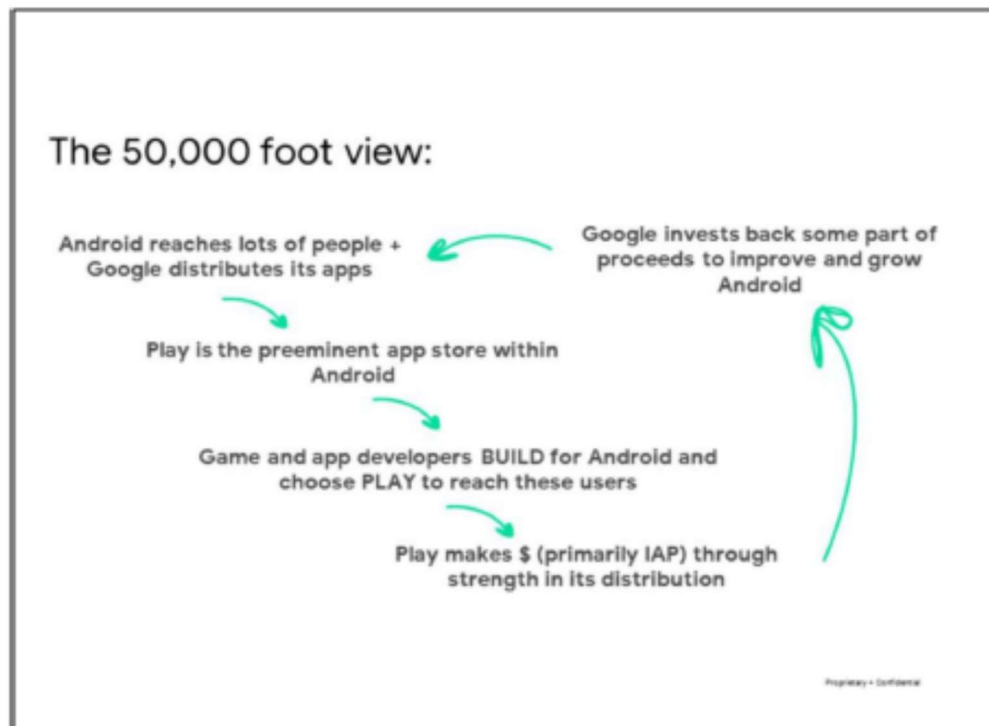 The 50,000 foot view:
Android reaches lots of people +
Google distributes its apps
Play is the preeminent app store within
Android
Game and app developers BUILD for Android and
choose PLAY to reach these users
Play makes $ (primarily IAP) through
strength in its distribution
Google invests back some part of
proceeds to improve and grow
Android
Proprietary + Confidential